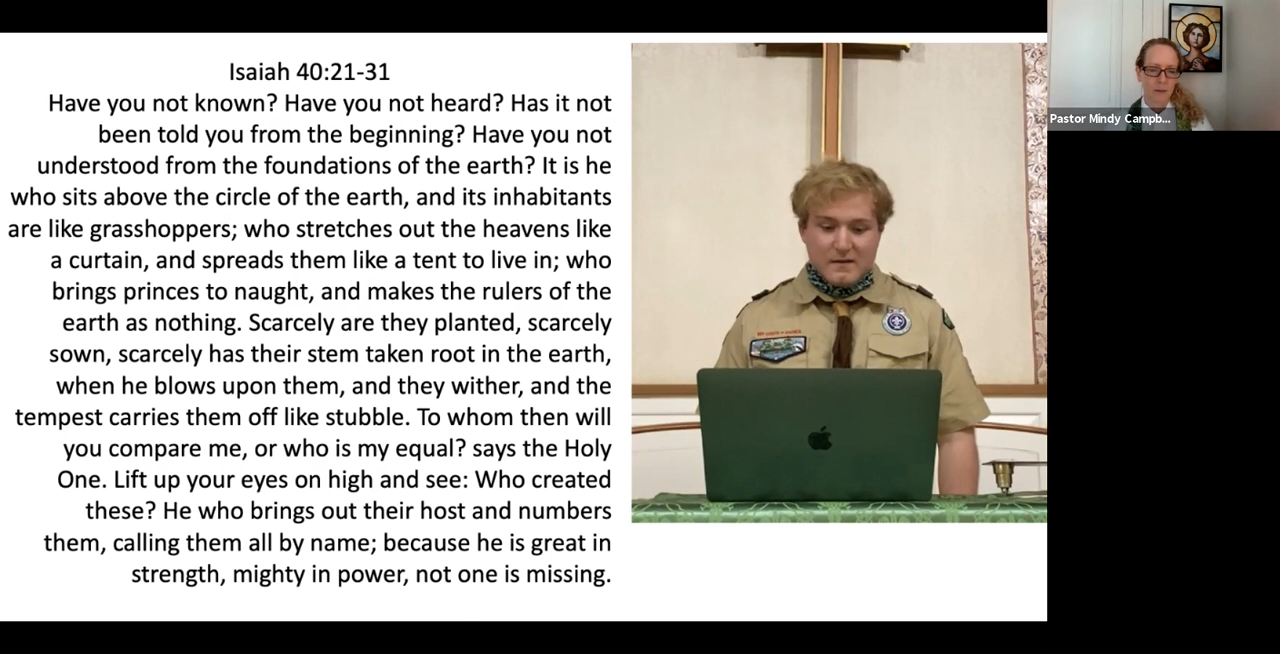 Isaiah 40:21-31
Have you not known? Have you not heard? Has it not
been told you from the beginning? Have you not
understood from the foundations of the earth? It is he
who sits above the circle of the earth, and its inhabitants
are like grasshoppers; who stretches out the heavens like
a curtain, and spreads them like a tent to live in; who
brings princes to naught, and makes the rulers of the
earth as nothing. Scarcely are they planted, scarcely
sown, scarcely has their stem taken root in the earth,
when he blows upon them, and they wither, and the
tempest carries them off like stubble. To whom then will
you compare me, or who is my equal? says the Holy
One. Lift up your eyes on high and see: Who created
these? He who brings out their host and numbers
them, calling them all by name; because he is great in
strength, mighty in power, not one is missing.
Pastor Mindy Campb...